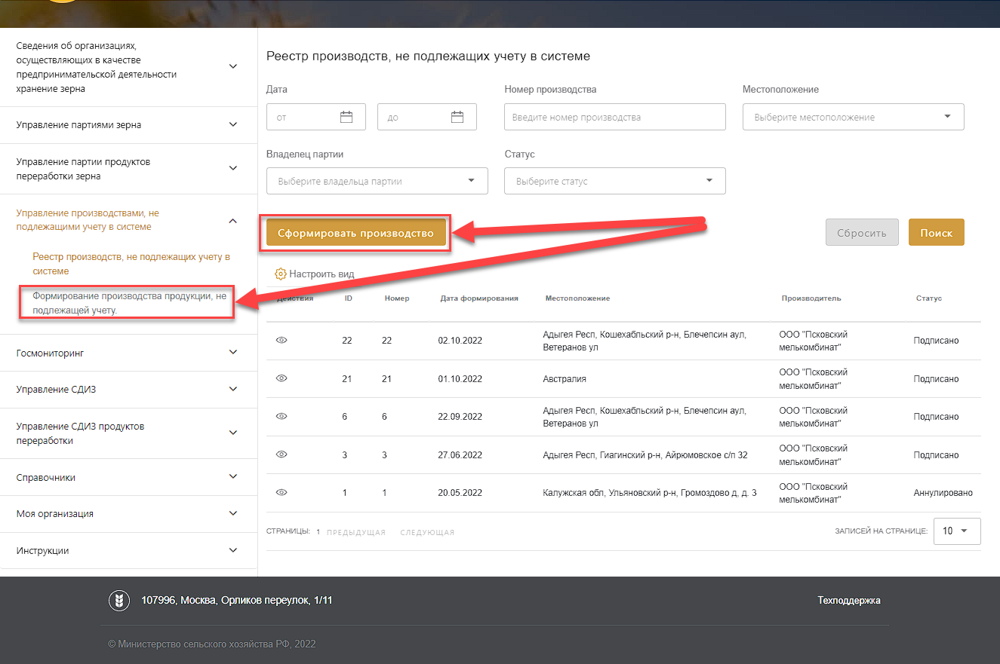 Сведения об организациях,
осуществляющих в качестве
предпринимательской деятельности
хранение зерна
Управление партиями зерна
Управление партии продуктов
переработки зерна
Управление производствами, не
подлежащими учету в системе
Реестр производств, не подлежащих учету в
системе
Формирование производства продукции, не
подлежащей учету.
Госмониторинг
Управление СДИЗ
Управление СДИЗ продуктов
переработки
Справочники
Моя организация
Инструкции
Реестр производств, не подлежащих учету в системе
Дата Номер производства Местоположение
от до Введите номер производства Выберите местоположение
Владелец партии Статус
Выберите владельца партии Выберите статус
Сформировать производство Сбросить Поиск
Настроить вид
Действия ID Номер Дата формирования Местоположение Производитель Статус
22 22 02.10.2022 Адыгея Респ, Кошехабльский р-н, Блечепсин аул, ООО "Псковский Подписано
Ветеранов ул мелькомбинат"
21 21 01.10.2022 Австралия ООО "Псковский Подписано
мелькомбинат"
6 6 22.09.2022 Адыгея Респ, Кошехабльский р-н, Блечепсин аул, ООО "Псковский Подписано
Ветеранов ул мелькомбинат"
3 3 27.06.2022 Адыгея Респ, Гиагинский р-н, Айрюмовское с/п 32 ООО "Псковский Подписано
мелькомбинат"
1 1 20.05.2022 Калужская обл, Ульяновский р-н, Громоздово д, д. 3 ООО "Псковский Аннулировано
мелькомбинат"
СТРАНИЦЫ: 1 ПРЕДЫДУЩАЯ СЛЕДУЮЩАЯ ЗАПИСЕЙ НА СТРАНИЦЕ: 10
107996, Москва, Орликов переулок, 1/11 Техподдержка
© Министерство сельского хозяйства РФ, 2022